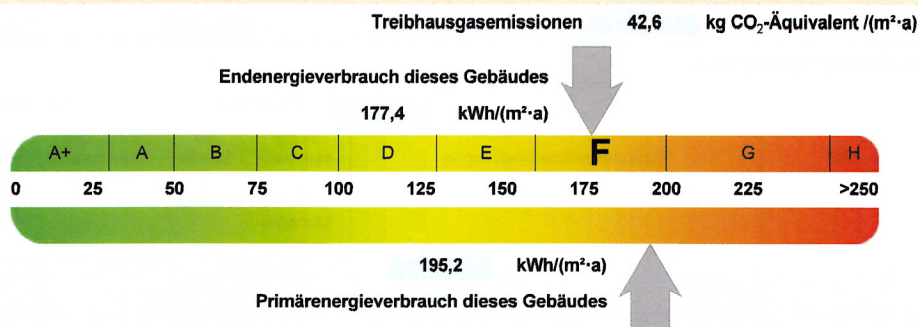 Treibhausgasemissionen 42,6 kg CO₂-Äquivalent /(m²·a)
Endenergieverbrauch dieses Gebäudes
177,4 kWh/(m²·a)
A+ A B C D E F G H
0 25 50 75 100 125 150 175 200 225 >250
195,2 kWh/(m²·a)
Primärenergieverbrauch dieses Gebäudes